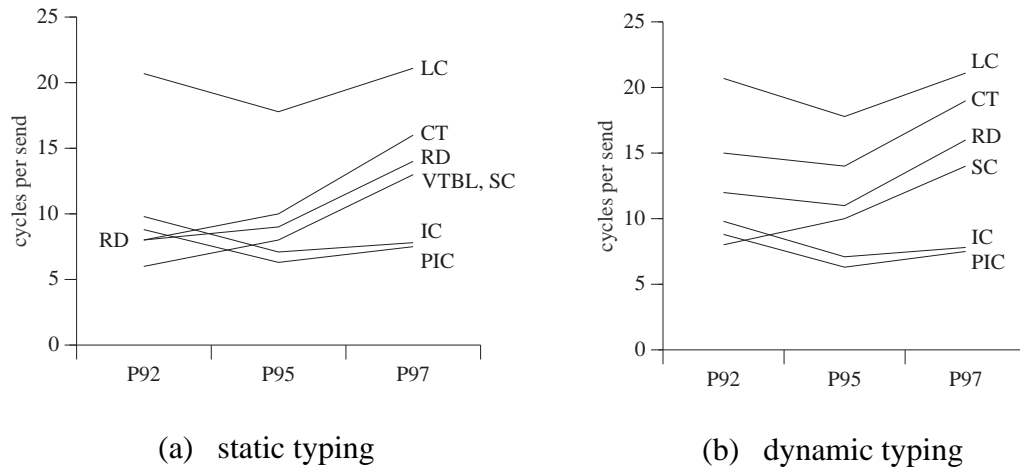 25
20
15
10
5
0
cycles per send
LC
CT
RD
VTBL, SC
RD
IC
PIC
P92 P95 P97
(a) static typing
25
20
15
10
5
0
cycles per send
LC
CT
RD
SC
IC
PIC
P92 P95 P97
(b) dynamic typing